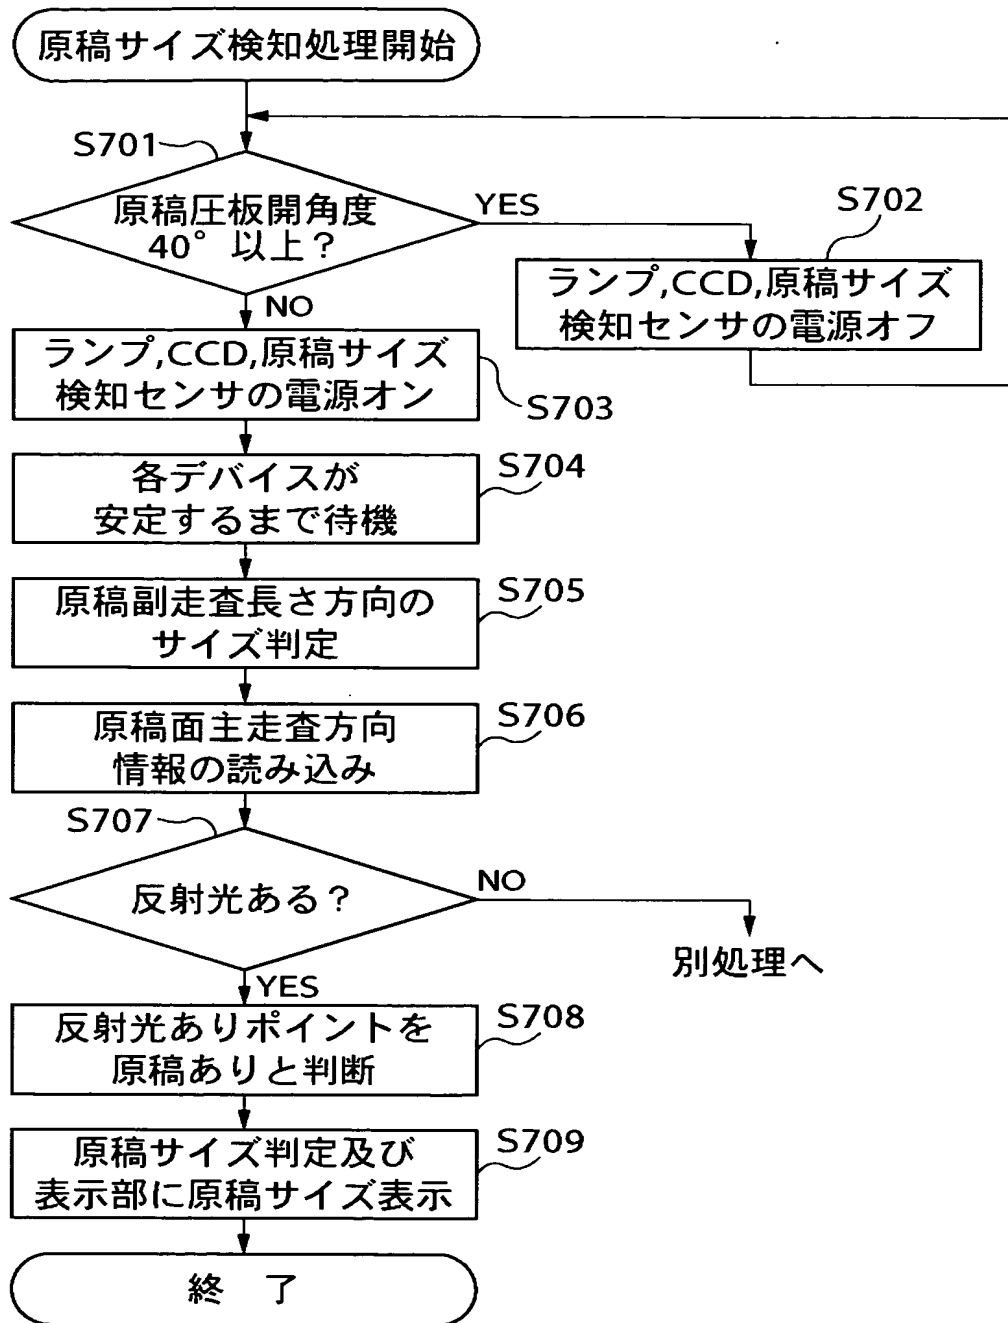 原稿サイズ検知処理開始
S701
原稿圧板開角度
40°以上？
YES
NO
S702
ランプ,CCD,原稿サイズ
検知センサの電源オフ
ランプ,CCD,原稿サイズ
検知センサの電源オン
S703
各デバイスが
安定するまで待機
S704
原稿副走査長さ方向の
サイズ判定
S705
原稿面主走査方向
情報の読み込み
S706
S707
反射光ある？
NO
別処理へ
YES
反射光ありポイントを
原稿ありと判断
S708
原稿サイズ判定及び
表示部に原稿サイズ表示
S709
終　了